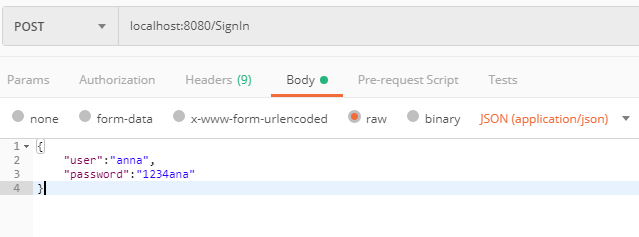 POST localhost:8080/SignIn
Params Authorization Headers (9) Body Pre-request Script Tests
none form-data x-www-form-urlencoded raw binary JSON (application/json)
1 {
2 "user":"anna",
3 "password":"1234ana"
4 }